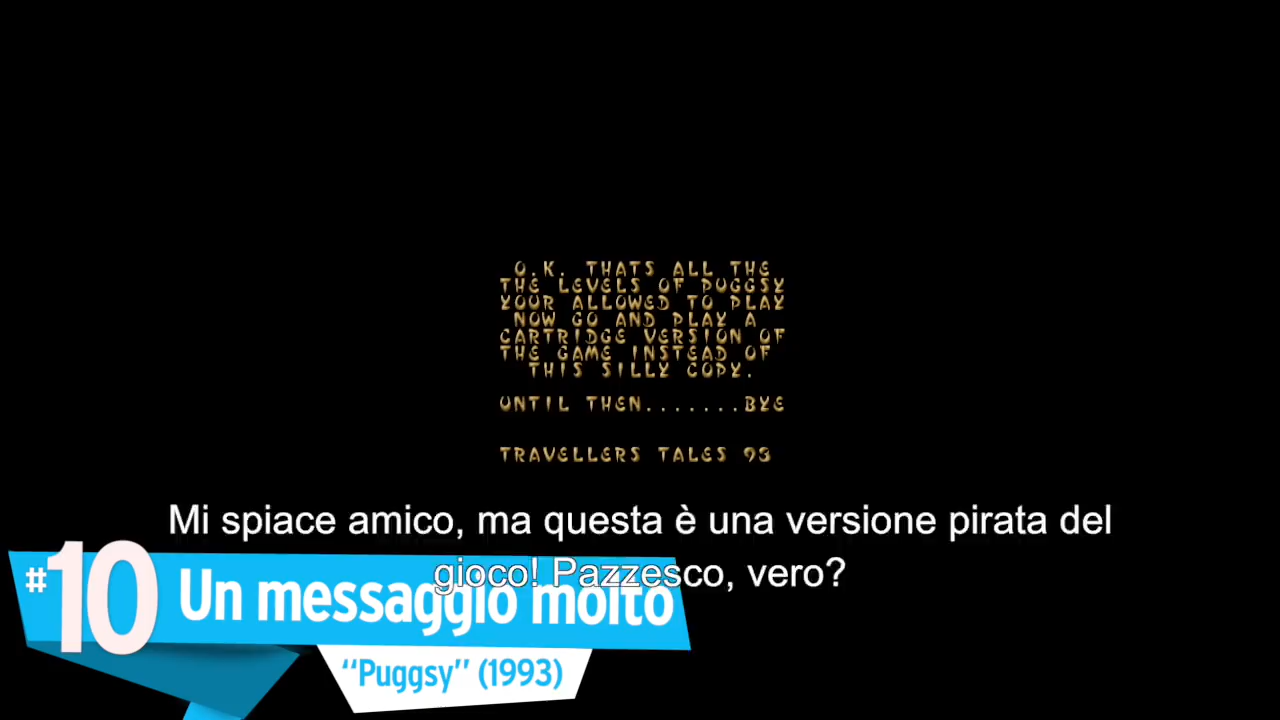 O.K. THATS ALL THE
THE LEVELS OF PUGGSY
YOUR ALLOWED TO PLAY
NOW GO AND PLAY A
CARTRIDGE VERSION OF
THE GAME INSTEAD OF
THIS SILLY COPY.
UNTIL THEN.......BYE
TRAVELLERS TALES 93
Mi spiace amico, ma questa è una versione pirata del
gioco! Pazzesco, vero?
#10 Un messaggio molto
“Puggsy” (1993)